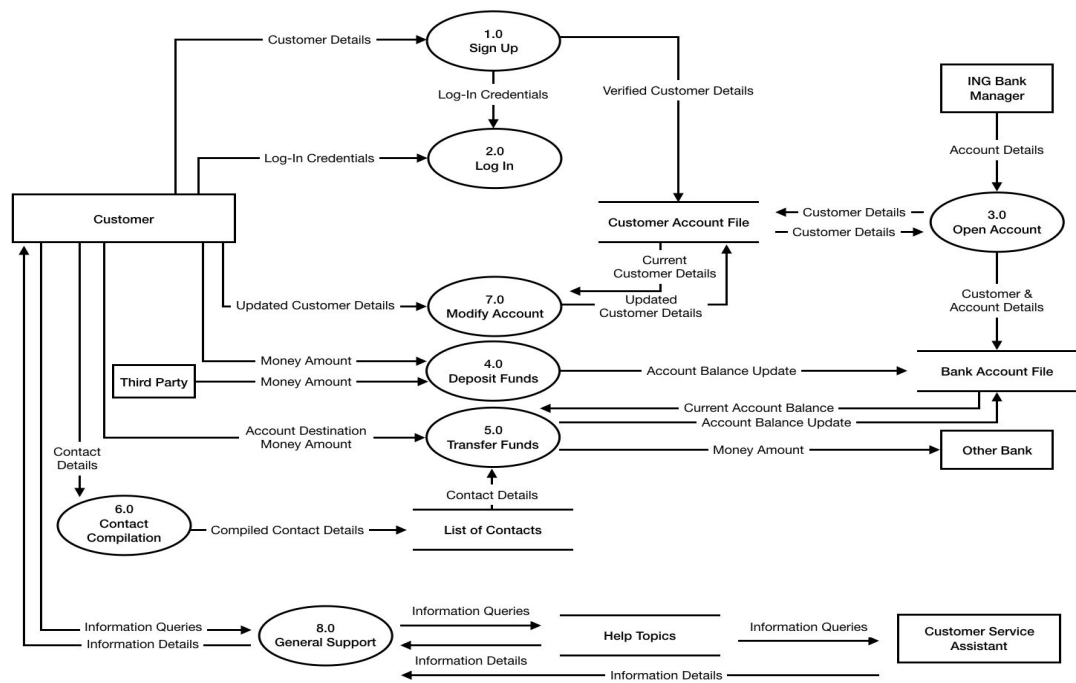 Customer Details
1.0
Sign Up
Log-In Credentials
Verified Customer Details
ING Bank
Manager
Account Details
Log-In Credentials
2.0
Log In
Customer
Customer Account File
Customer Details
Customer Details
3.0
Open Account
Current
Customer Details
Updated Customer Details
7.0
Modify Account
Updated
Customer Details
Customer &
Account Details
Money Amount
4.0
Deposit Funds
Account Balance Update
Bank Account File
Third Party
Money Amount
Current Account Balance
Account Balance Update
Account Destination
Money Amount
5.0
Transfer Funds
Money Amount
Other Bank
Contact
Details
Contact Details
6.0
Contact
Compilation
Compiled Contact Details
List of Contacts
Information Queries
Information Details
8.0
General Support
Information Queries
Information Details
Help Topics
Information Queries
Information Details
Customer Service
Assistant